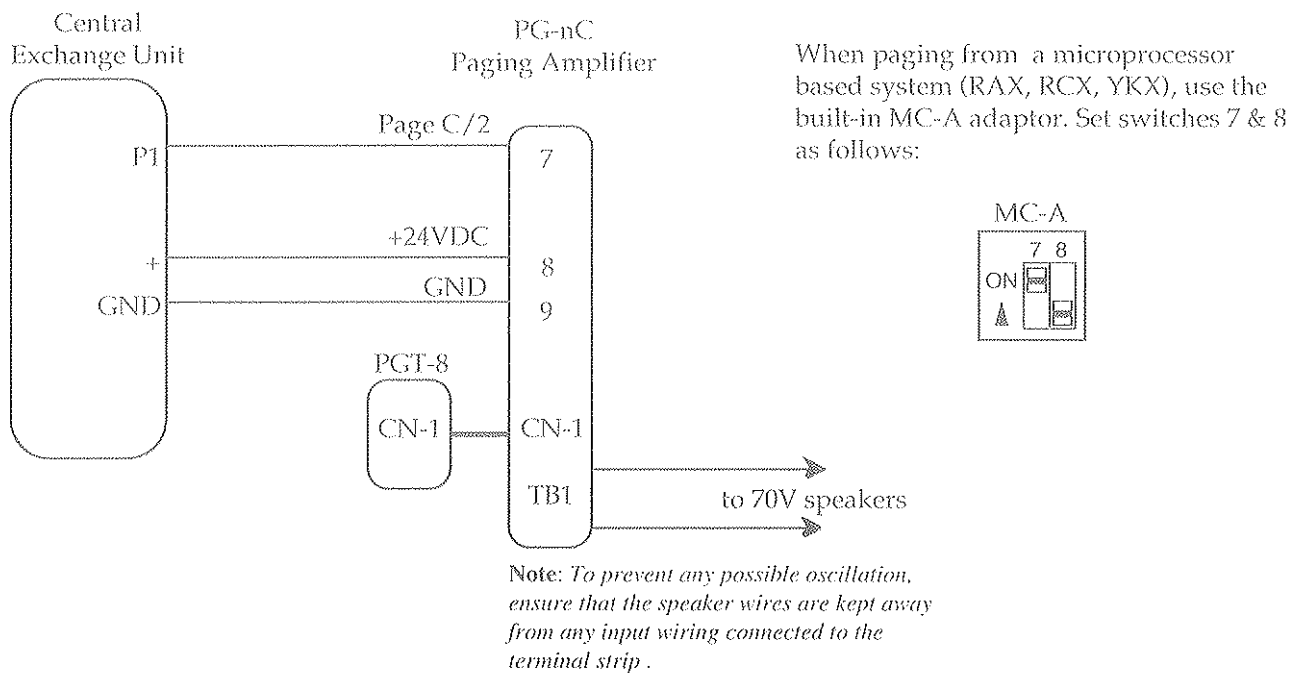 Central
Exchange Unit
PG-nC
Paging Amplifier
When paging from a microprocessor
based system (RAX, RCX, YKX), use the
built-in MC-A adaptor. Set switches 7 & 8
as follows:
Page C/2
P1
7
MC-A
7 8
ON
+24VDC
+
8
GND
GND
9
PGT-8
CN-1
CN-1
TB1
to 70V speakers
Note: To prevent any possible oscillation,
ensure that the speaker wires are kept away
from any input wiring connected to the
terminal strip .